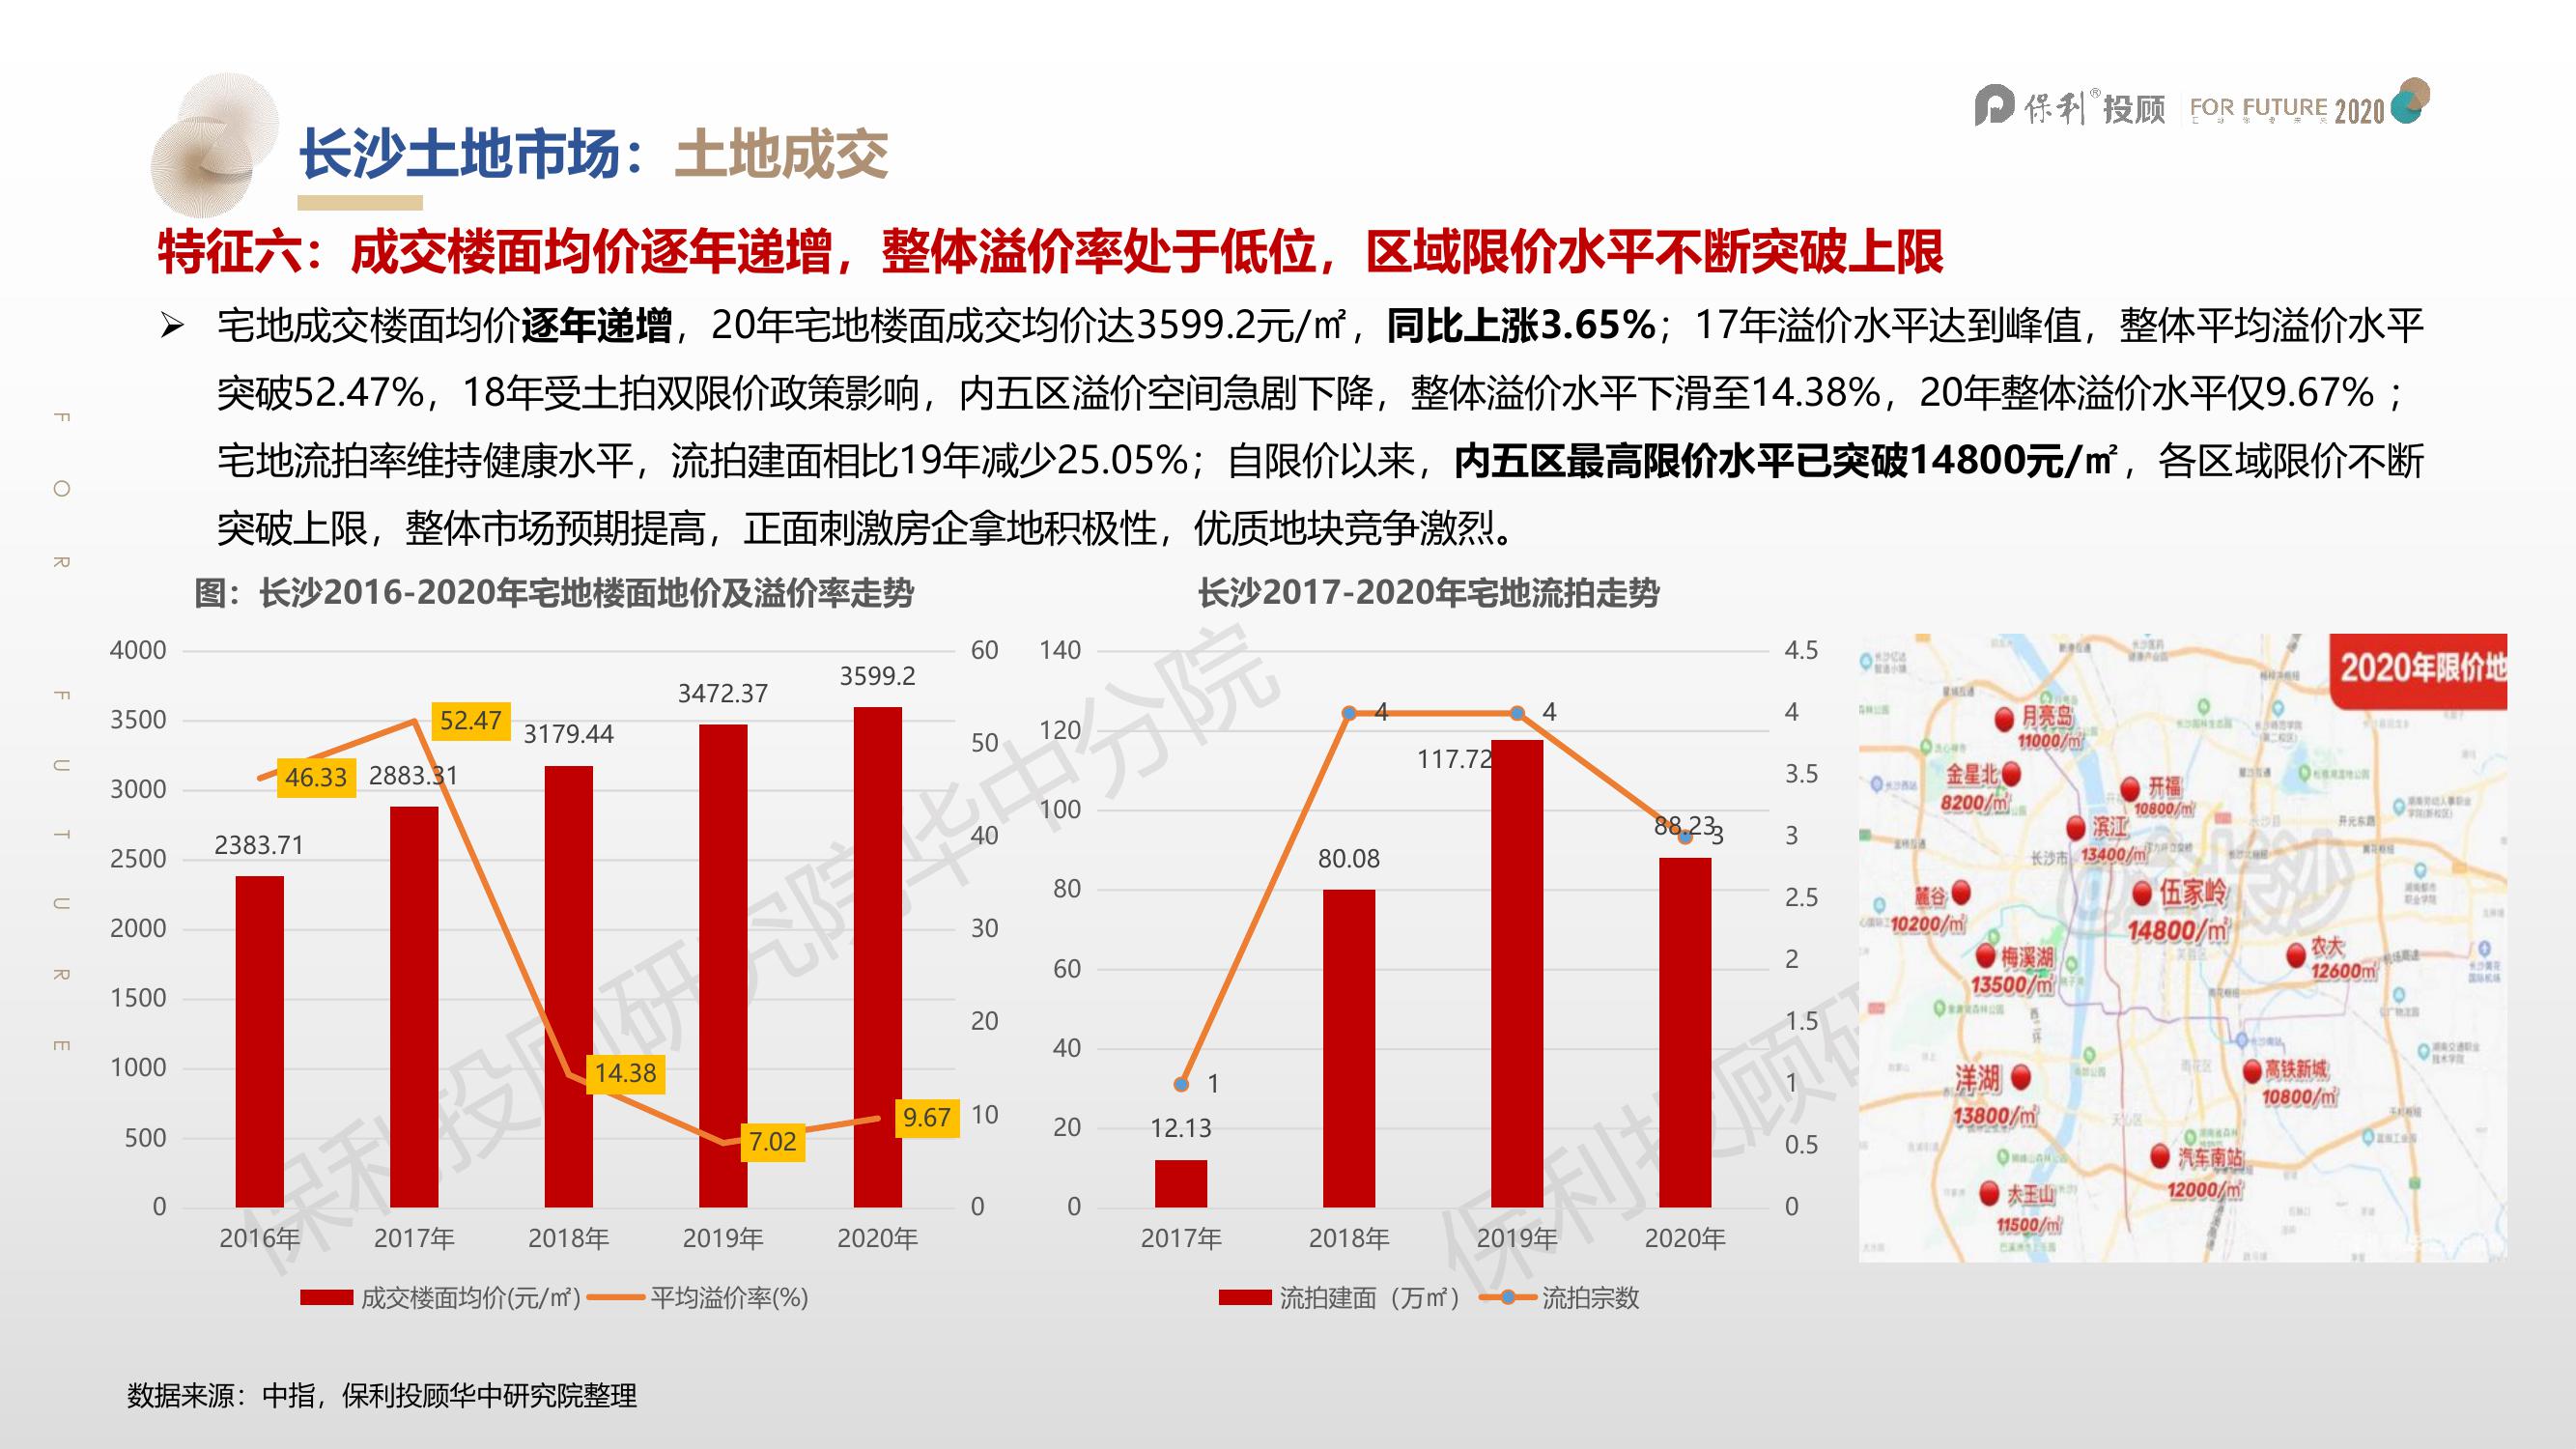 保利®投顾 FOR FUTURE 2020
长沙土地市场：土地成交
特征六：成交楼面均价逐年递增，整体溢价率处于低位，区域限价水平不断突破上限
➢ 宅地成交楼面均价逐年递增，20年宅地楼面成交均价达3599.2元/㎡，同比上涨3.65%；17年溢价水平达到峰值，整体平均溢价水平
突破52.47%，18年受土拍双限价政策影响，内五区溢价空间急剧下降，整体溢价水平下滑至14.38%，20年整体溢价水平仅9.67%；
宅地流拍率维持健康水平，流拍建面相比19年减少25.05%；自限价以来，内五区最高限价水平已突破14800元/㎡，各区域限价不断
突破上限，整体市场预期提高，正面刺激房企拿地积极性，优质地块竞争激烈。
FOR FUTURE
图：长沙2016-2020年宅地楼面地价及溢价率走势
4000
3500
3000
2500
2000
1500
1000
500
0
60
50
40
30
20
10
0
2383.71
2883.31
3179.44
3472.37
3599.2
46.33
52.47
14.38
7.02
9.67
2016年 2017年 2018年 2019年 2020年
成交楼面均价(元/㎡) 平均溢价率(%)
长沙2017-2020年宅地流拍走势
140
120
100
80
60
40
20
0
4.5
4
3.5
3
2.5
2
1.5
1
0.5
0
12.13
80.08
117.72
88.23
1
4
4
3
2017年 2018年 2019年 2020年
流拍建面（万㎡） 流拍宗数
2020年限价地
月亮岛
11000/㎡
金星北
8200/㎡
开福
10800/㎡
滨江
13400/㎡
长沙市
麓谷
10200/㎡
伍家岭
14800/㎡
梅溪湖
13500/㎡
农大
12600㎡
洋湖
13800/㎡
高铁新城
10800/㎡
汽车南站
12000/㎡
大王山
11500/㎡
保利投顾研究院华中分院
保利投顾研
数据来源：中指，保利投顾华中研究院整理